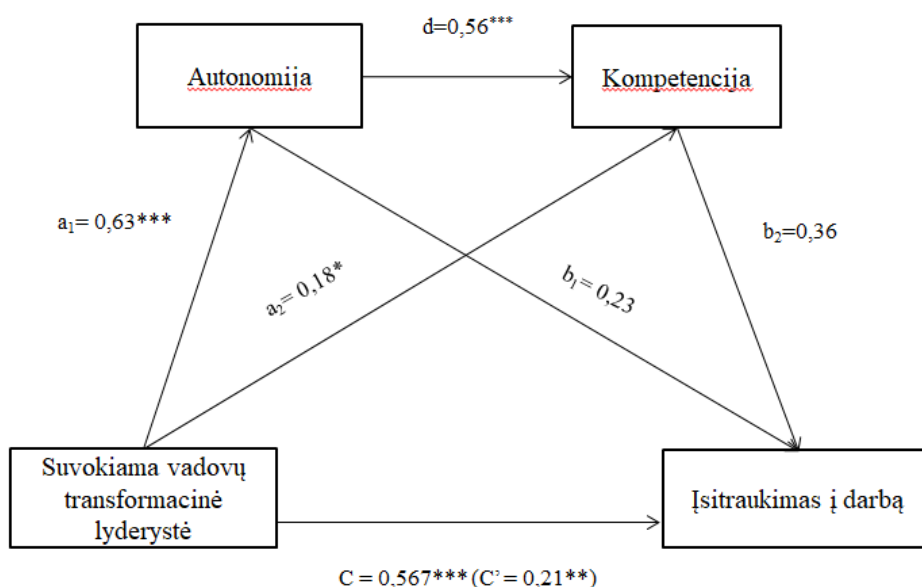 d=0,56***
Autonomija
Kompetencija
a₁= 0,63***
b₂=0,36
a₂= 0,18*
b₁= 0,23
Suvokiama vadovų
transformacinė
lyderystė
Įsitraukimas į darbą
C = 0,567*** (C’ = 0,21**)